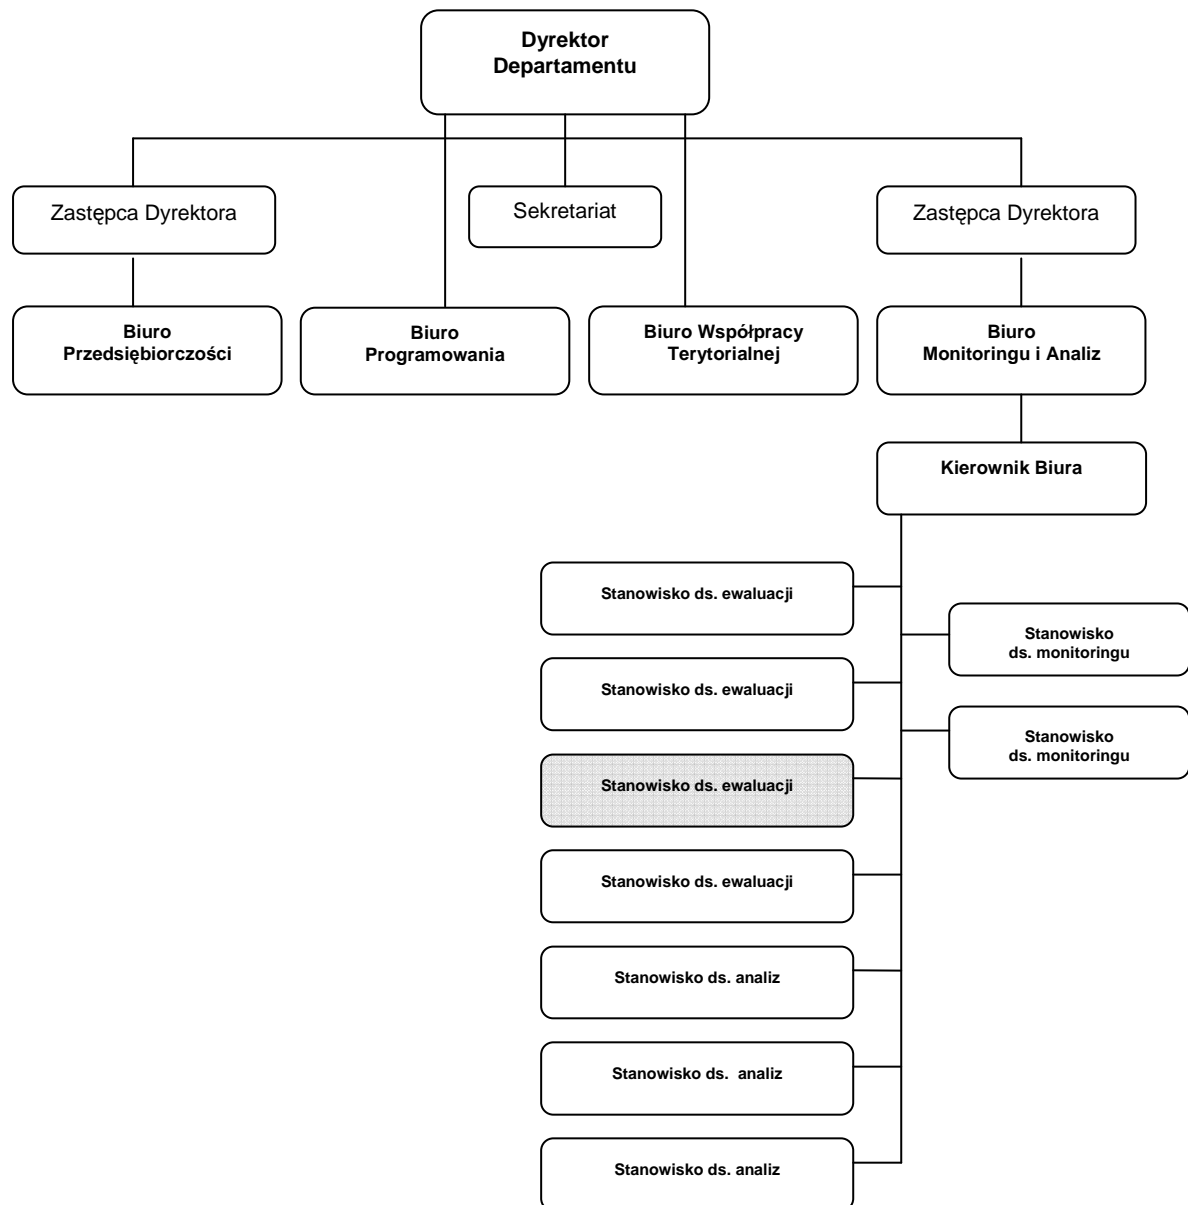 Dyrektor
Departamentu
Zastępca Dyrektora
Sekretariat
Zastępca Dyrektora
Biuro
Przedsiębiorczości
Biuro
Programowania
Biuro Współpracy
Terytorialnej
Biuro
Monitoringu i Analiz
Kierownik Biura
Stanowisko ds. ewaluacji
Stanowisko
ds. monitoringu
Stanowisko ds. ewaluacji
Stanowisko
ds. monitoringu
Stanowisko ds. ewaluacji
Stanowisko ds. ewaluacji
Stanowisko ds. analiz
Stanowisko ds. analiz
Stanowisko ds. analiz